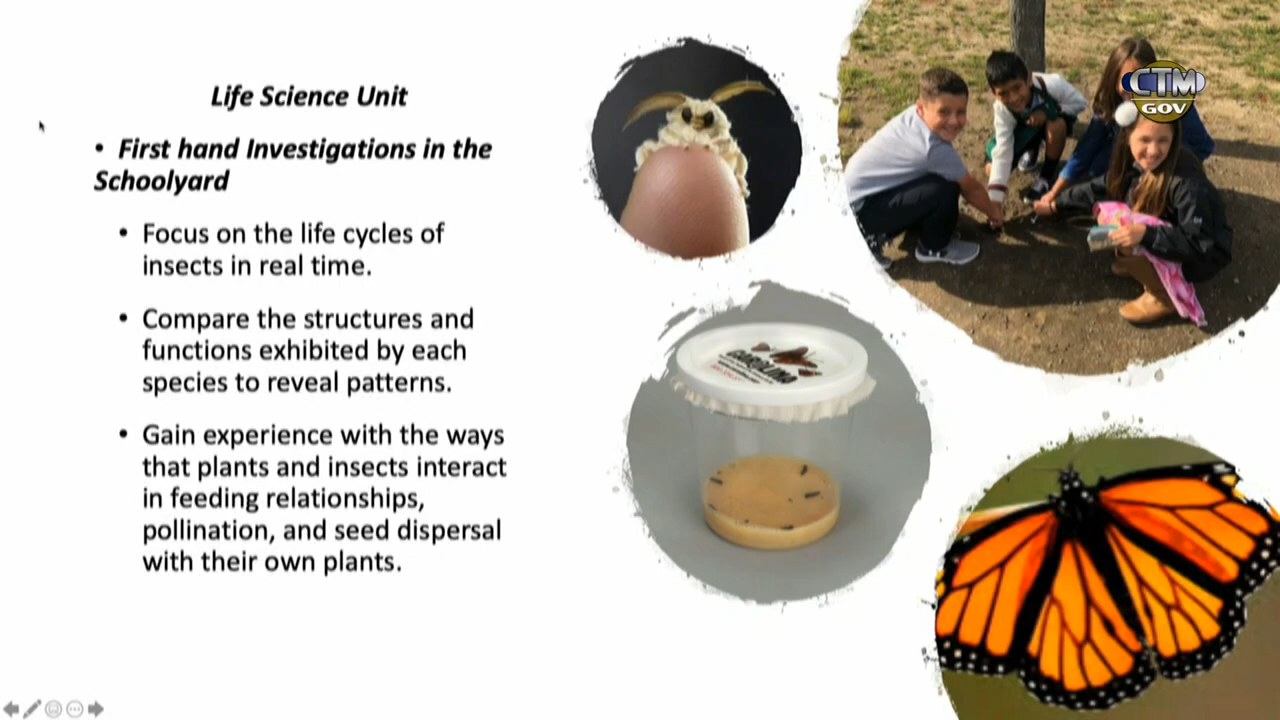 Life Science Unit
• First hand Investigations in the
Schoolyard
• Focus on the life cycles of
insects in real time.
• Compare the structures and
functions exhibited by each
species to reveal patterns.
• Gain experience with the ways
that plants and insects interact
in feeding relationships,
pollination, and seed dispersal
with their own plants.
CTM
GOV
CAROLINA